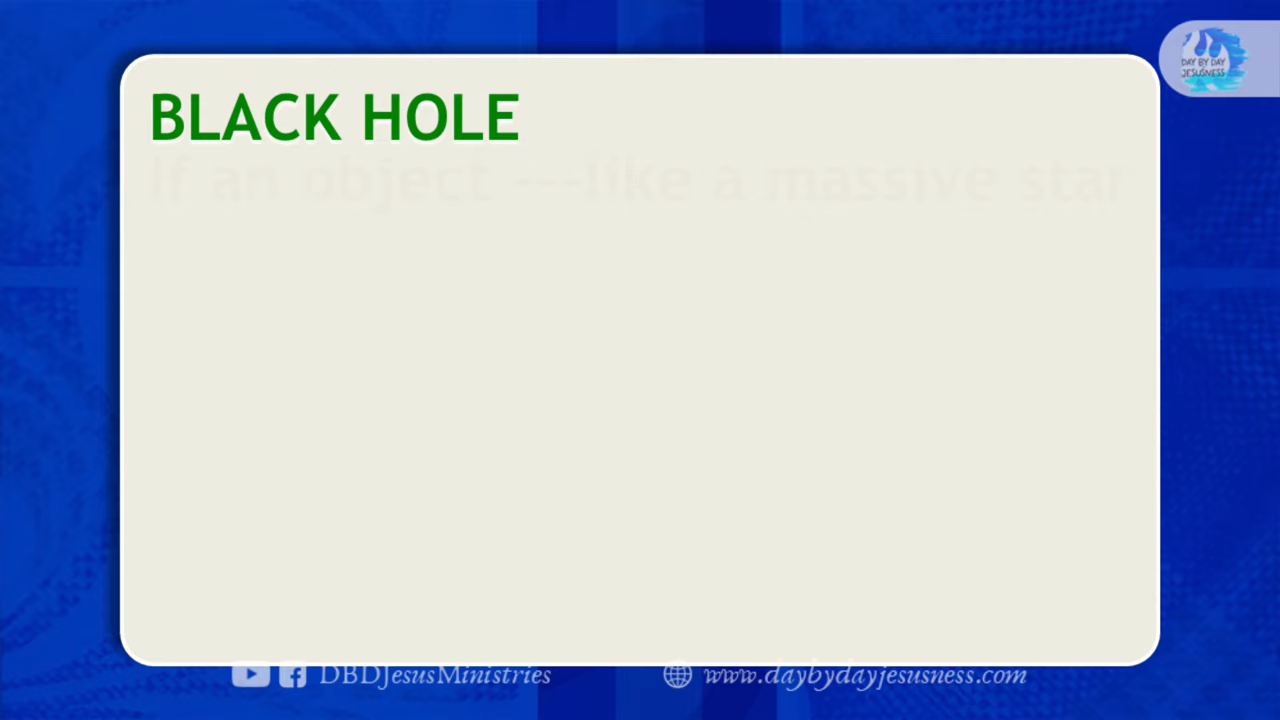 DAY BY DAY
JESUSNESS
BLACK HOLE
If an object ---like a massive star
DBDJesusMinistries
www.daybydayjesusness.com